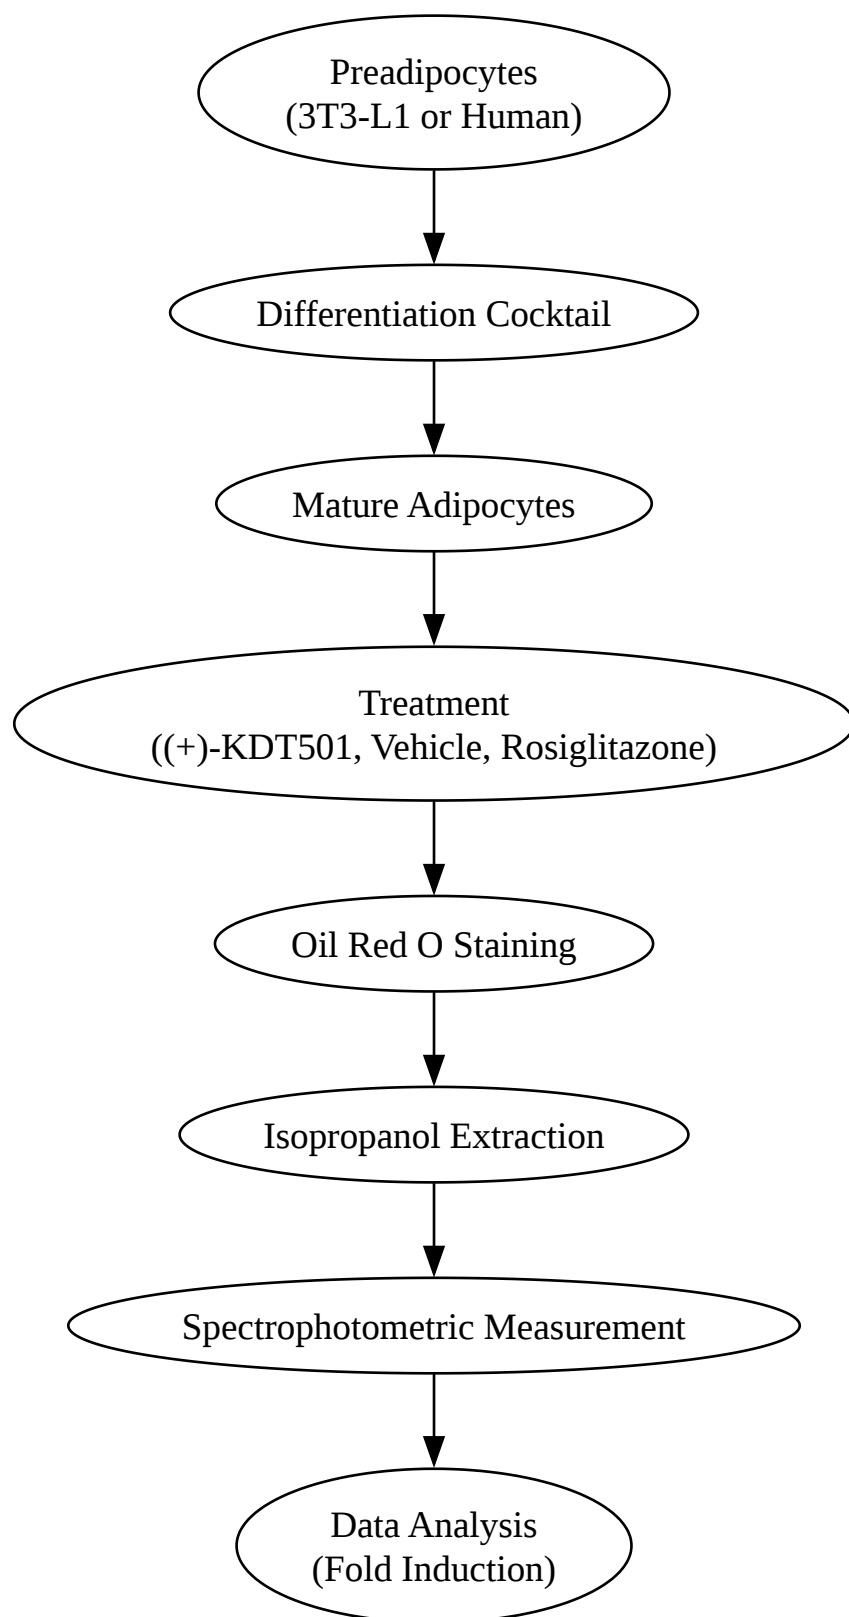 Preadipocytes
(3T3-L1 or Human)
Differentiation Cocktail
Mature Adipocytes
Treatment
((+)-KDT501, Vehicle, Rosiglitazone)
Oil Red O Staining
Isopropanol Extraction
Spectrophotometric Measurement
Data Analysis
(Fold Induction)